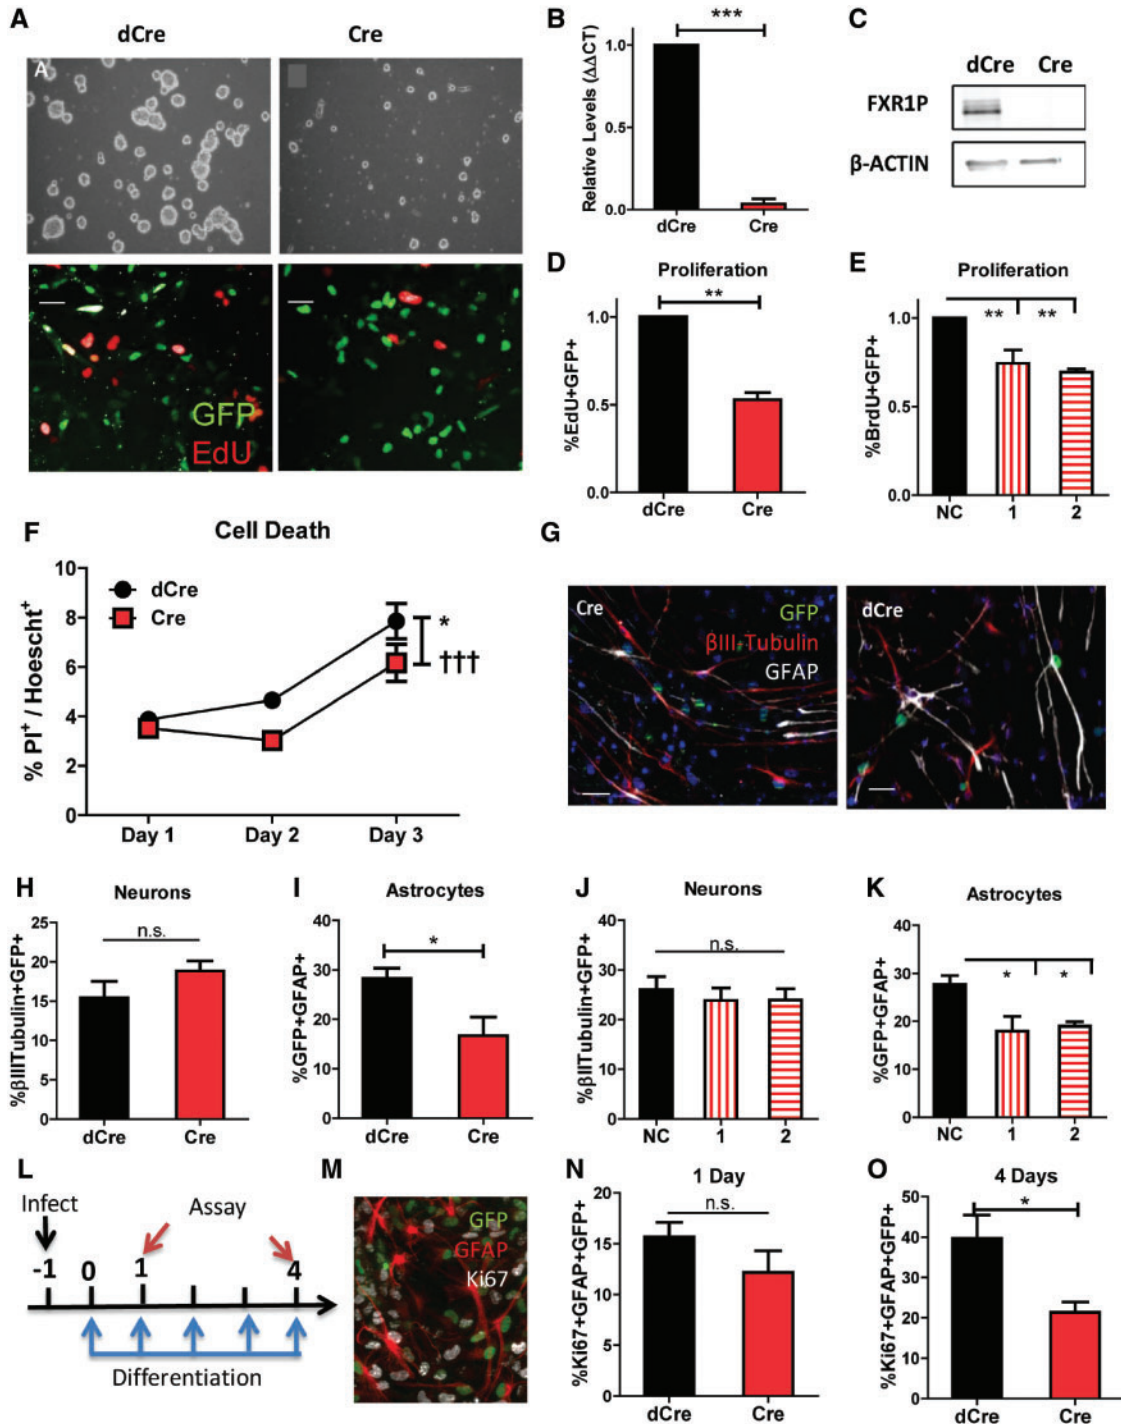 A
dCre
Cre
A
GFP
EdU
B
***
Relative Levels (ΔΔCT)
1.0
0.5
0.0
dCre
Cre
C
dCre Cre
FXR1P
β-ACTIN
D
Proliferation
**
%EdU+GFP+
1.0
0.5
0.0
dCre
Cre
E
Proliferation
** **
%BrdU+GFP+
1.0
0.5
0.0
NC
1
2
F
Cell Death
10
8
6
4
2
0
% PI⁺ / Hoescht⁺
dCre
Cre
*
†††
Day 1
Day 2
Day 3
G
Cre
GFP
βIII-Tubulin
GFAP
dCre
H
Neurons
n.s.
%βIIITubulin+GFP+
25
20
15
10
5
0
dCre
Cre
I
Astrocytes
*
%GFP+GFAP+
40
30
20
10
0
dCre
Cre
J
Neurons
n.s.
%βIITubulin+GFP+
40
30
20
10
0
NC
1
2
K
Astrocytes
* *
%GFP+GFAP+
40
30
20
10
0
NC
1
2
L
Infect
Assay
-1 0 1 4
Differentiation
M
GFP
GFAP
Ki67
N
1 Day
n.s.
%Ki67+GFAP+GFP+
20
15
10
5
0
dCre
Cre
O
4 Days
*
%Ki67+GFAP+GFP+
50
40
30
20
10
0
dCre
Cre